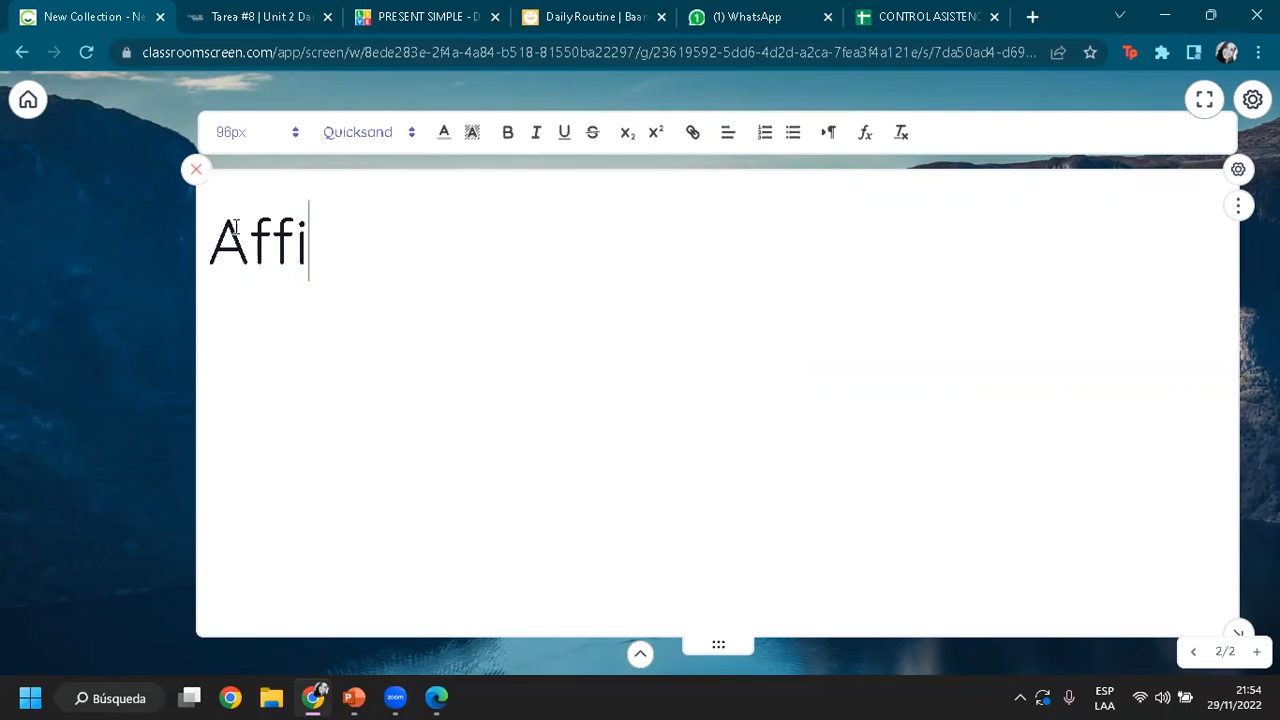 New Collection - Ne
Tarea #8 | Unit 2 Da
PRESENT SIMPLE - D
Daily Routine | Baam
(1) WhatsApp
CONTROL ASISTENC
classroomscreen.com/app/screen/w/8ede283e-2f4a-4a84-b518-81550ba22297/g/23619592-5dd6-4d2d-a2ca-7fea3f4a121e/s/7da50ad4-d69...
96px
Quicksand
Affi
2/2
Búsqueda
zoom
ESP
LAA
21:54
29/11/2022